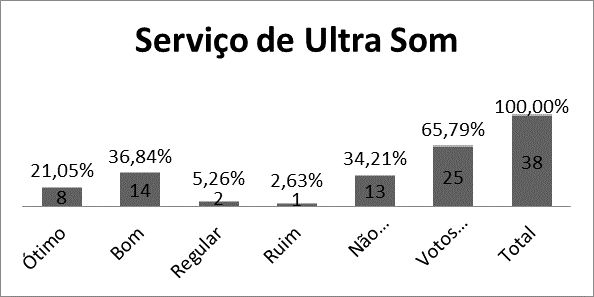 Serviço de Ultra Som
21,05% 36,84% 5,26% 2,63% 34,21% 65,79% 100,00%
8 14 2 1 13 25 38
Ótimo Bom Regular Ruim Não... Votos... Total